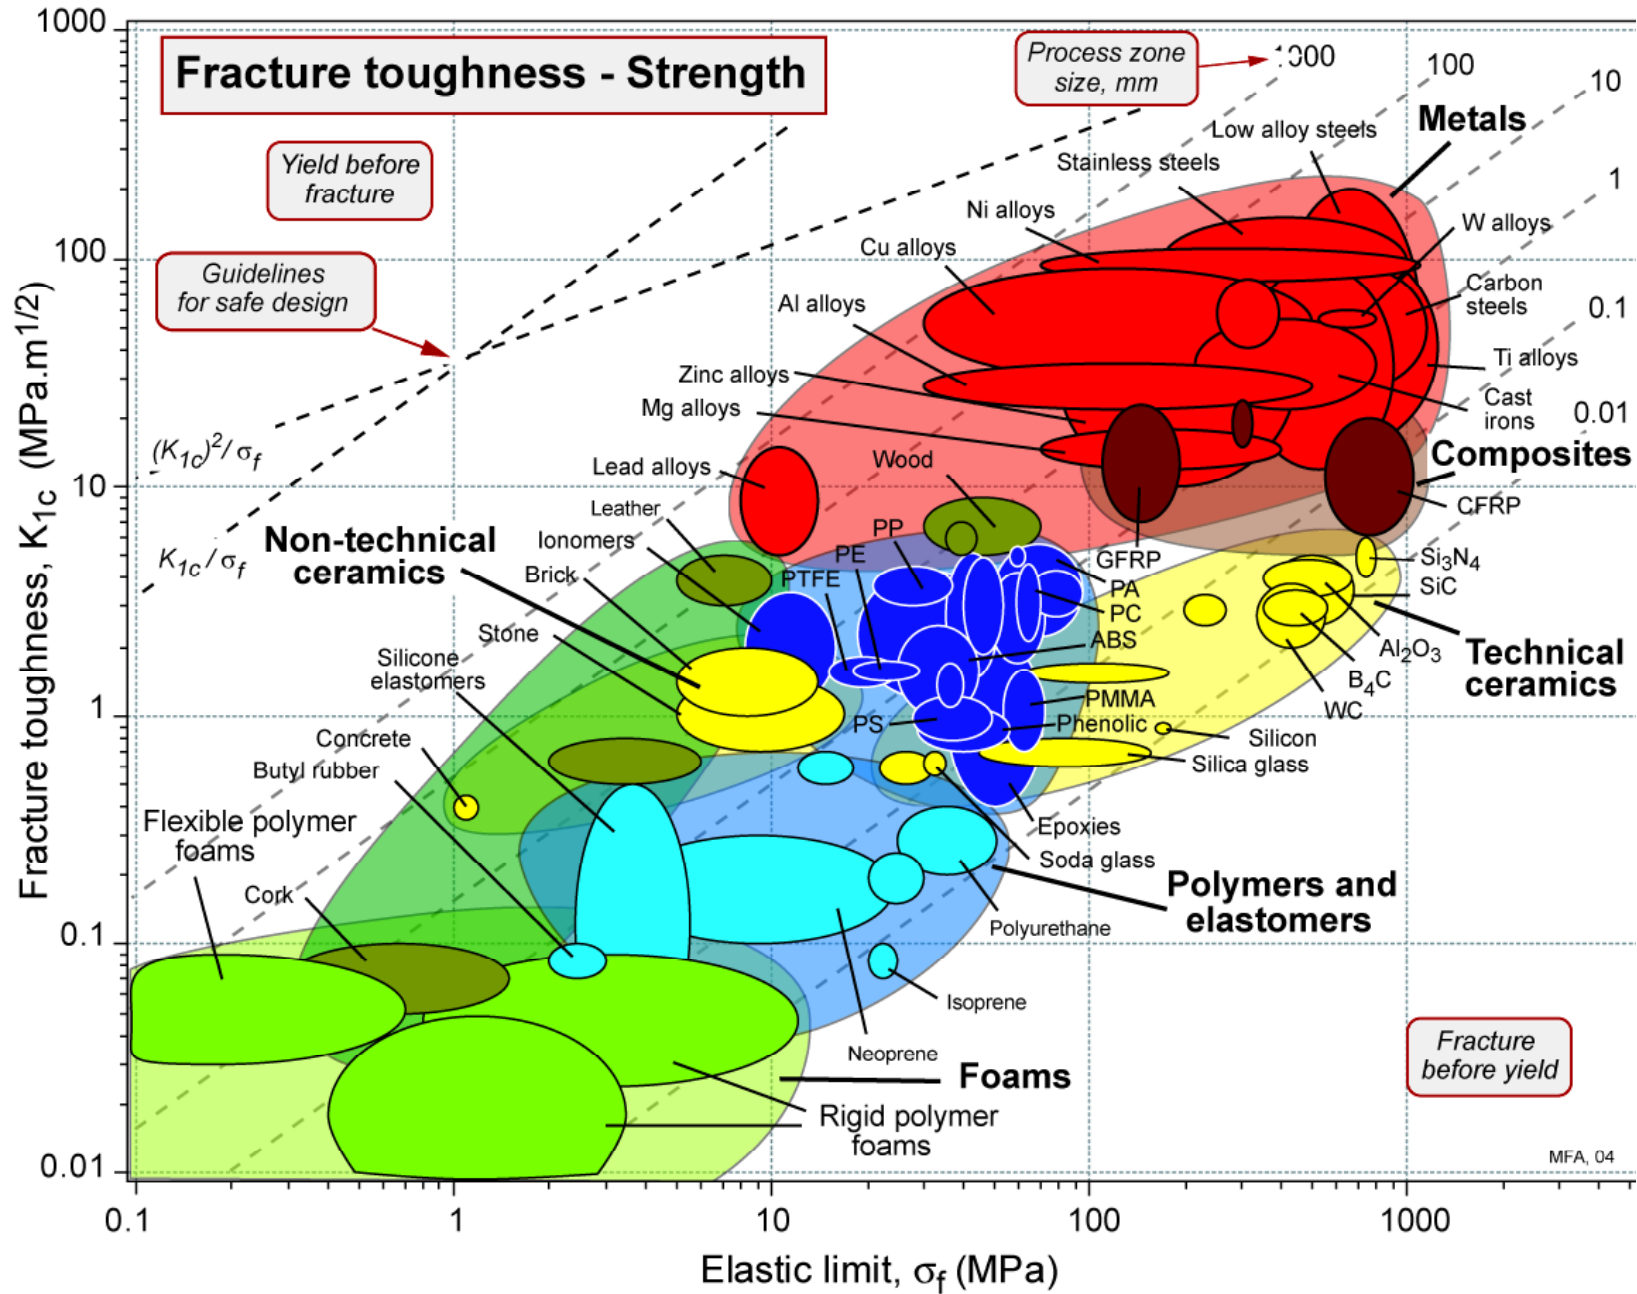 Fracture toughness - Strength
Process zone
size, mm
1000
100
10
1
0.1
0.01
Metals
Low alloy steels
Stainless steels
Ni alloys
W alloys
Cu alloys
Carbon
steels
Al alloys
Ti alloys
Zinc alloys
Cast
irons
Mg alloys
Composites
Wood
Lead alloys
CFRP
Leather
PP
Ionomers
PE
GFRP
Si3N4
Non-technical
ceramics
Brick
PTFE
PA
SiC
PC
Stone
ABS
Al2O3
Technical
ceramics
Silicone
elastomers
B4C
PMMA
WC
PS
Phenolic
Concrete
Silicon
Silica glass
Butyl rubber
Flexible polymer
foams
Epoxies
Soda glass
Cork
Polymers and
elastomers
Polyurethane
Isoprene
Neoprene
Foams
Rigid polymer
foams
Yield before
fracture
Guidelines
for safe design
(K1c)2/σf
K1c/σf
Fracture
before yield
MFA, 04
Fracture toughness, K1c (MPa.m1/2)
1000
100
10
1
0.1
0.01
0.1
1
10
100
1000
Elastic limit, σf (MPa)